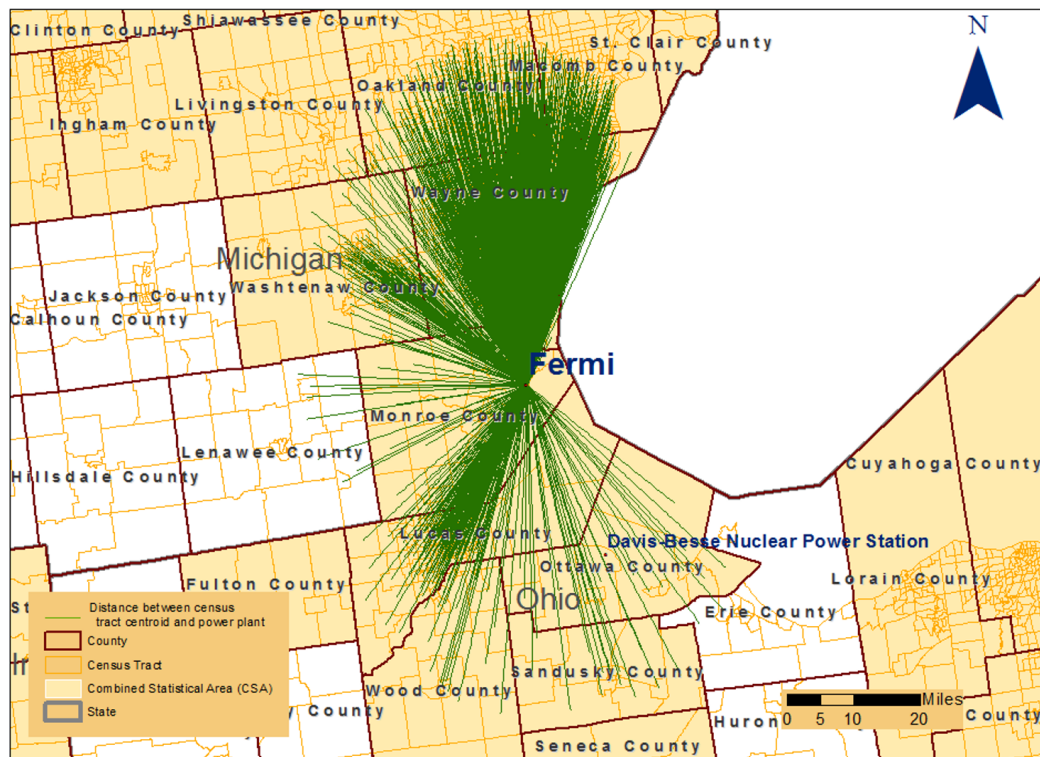 Clinton County
Shiawassee County
St. Clair County
N
Macomb County
Oakland County
Livingston County
Ingham County
Wayne County
Michigan
Washtenaw County
Jackson County
Calhoun County
Fermi
Monroe County
Lenawee County
Hillsdale County
Cuyahoga County
Lucas County
Davis-Besse Nuclear Power Station
Ottawa County
Fulton County
Lorain County
Ohio
Erie County
St
Distance between census
tract centroid and power plant
County
Census Tract
Combined Statistical Area (CSA)
State
In
Sandusky County
Wood County
y County
Miles
0 5 10 20
Huron
County
Seneca County